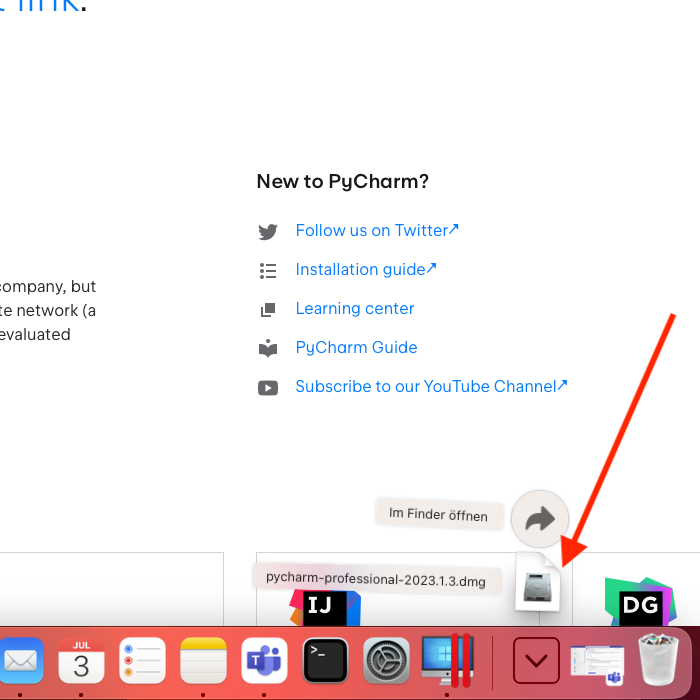 link.
New to PyCharm?
Follow us on Twitter↗
Installation guide↗
company, but
te network (a
evaluated
Learning center
PyCharm Guide
Subscribe to our YouTube Channel↗
Im Finder öffnen
pycharm-professional-2023.1.3.dmg
IJ
DG
JUL
3
>_